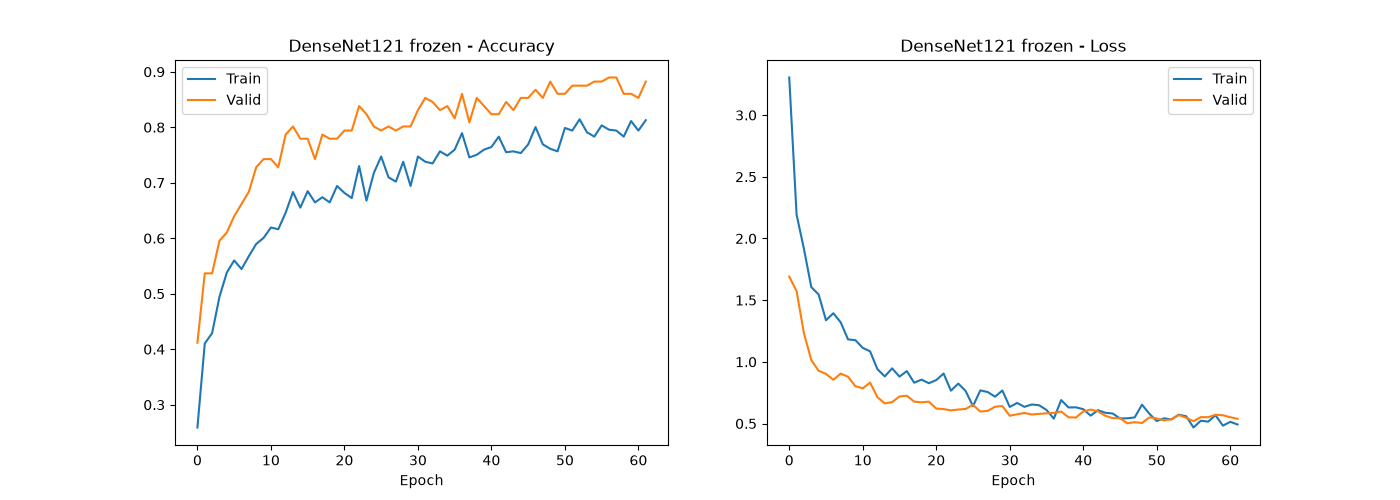 DenseNet121 frozen - Accuracy
Train
Valid
0.9
0.8
0.7
0.6
0.5
0.4
0.3
0 10 20 30 40 50 60
Epoch
DenseNet121 frozen - Loss
Train
Valid
3.0
2.5
2.0
1.5
1.0
0.5
0 10 20 30 40 50 60
Epoch